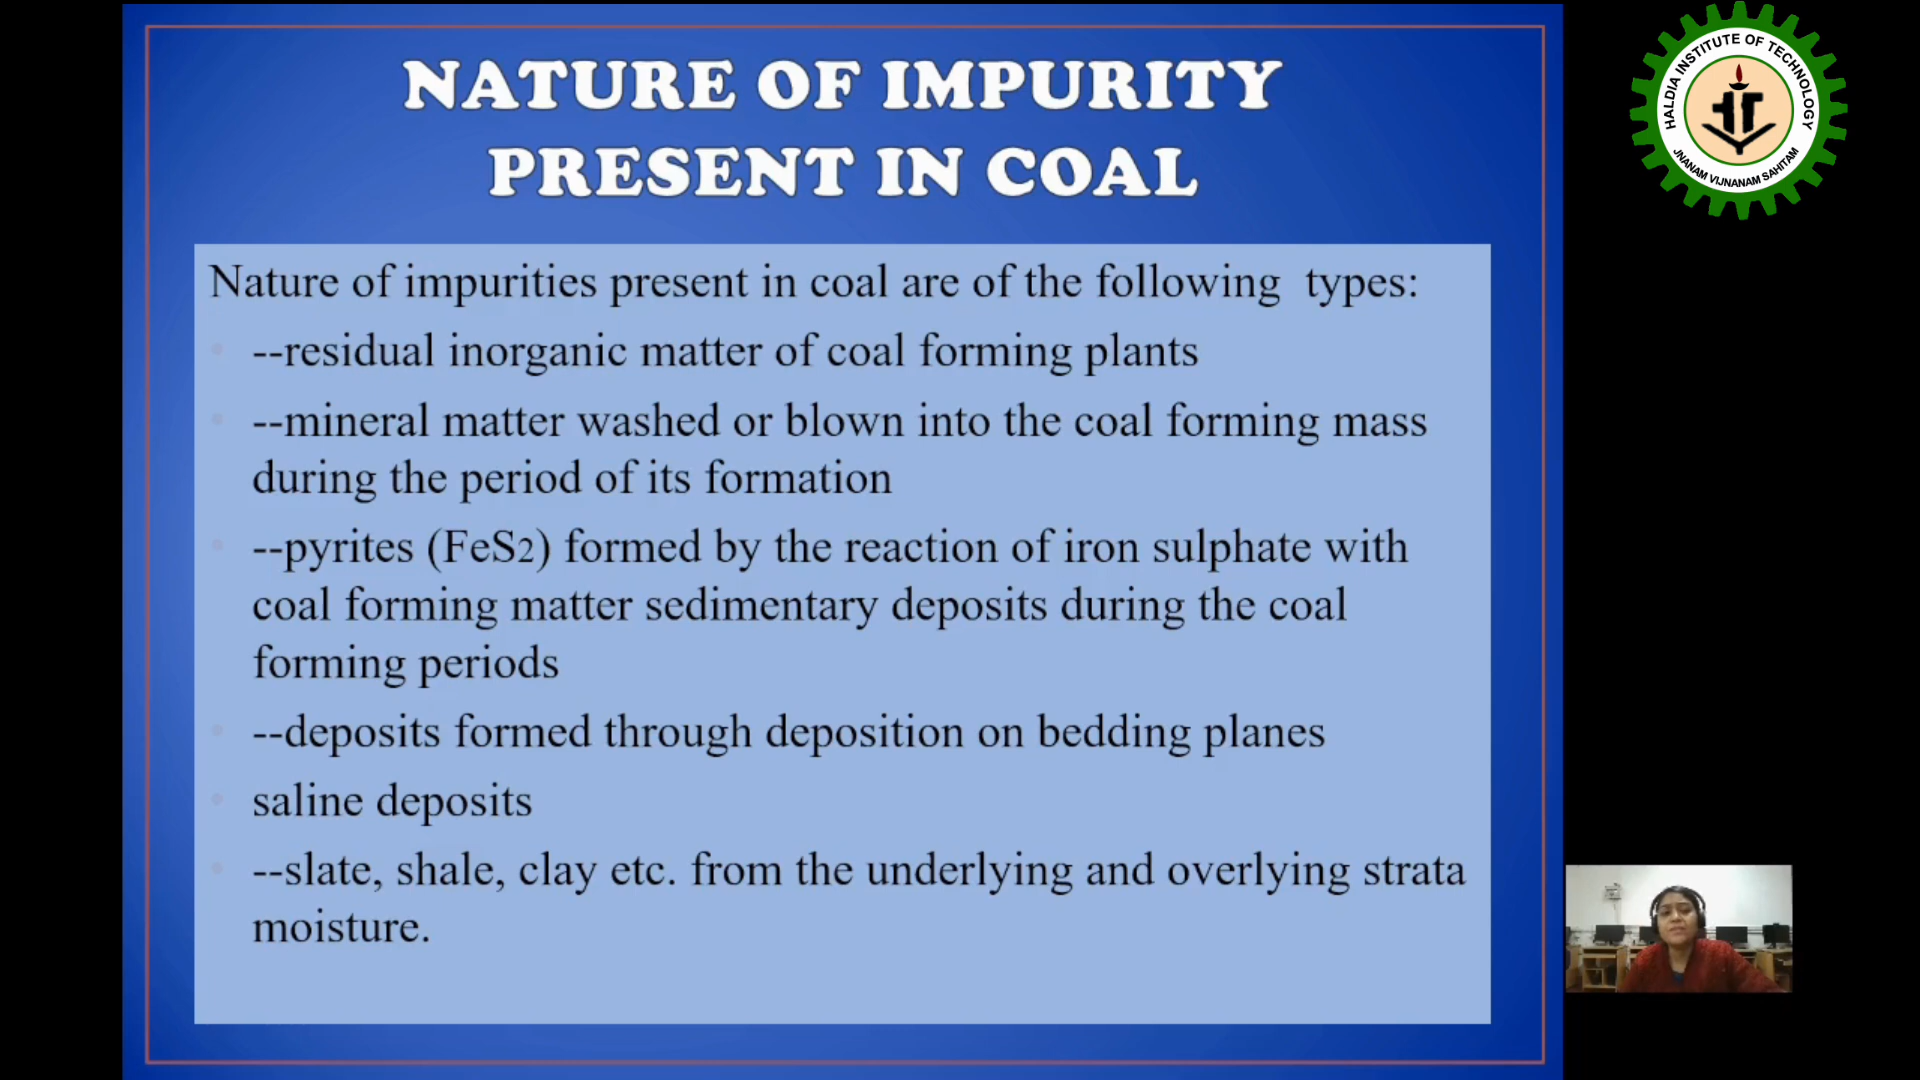 NATURE OF IMPURITY
PRESENT IN COAL
Nature of impurities present in coal are of the following types:
--residual inorganic matter of coal forming plants
--mineral matter washed or blown into the coal forming mass
during the period of its formation
--pyrites (FeS2) formed by the reaction of iron sulphate with
coal forming matter sedimentary deposits during the coal
forming periods
--deposits formed through deposition on bedding planes
saline deposits
--slate, shale, clay etc. from the underlying and overlying strata
moisture.
HALDIA INSTITUTE OF TECHNOLOGY
JNANAM VIJNANAM SAHITAM